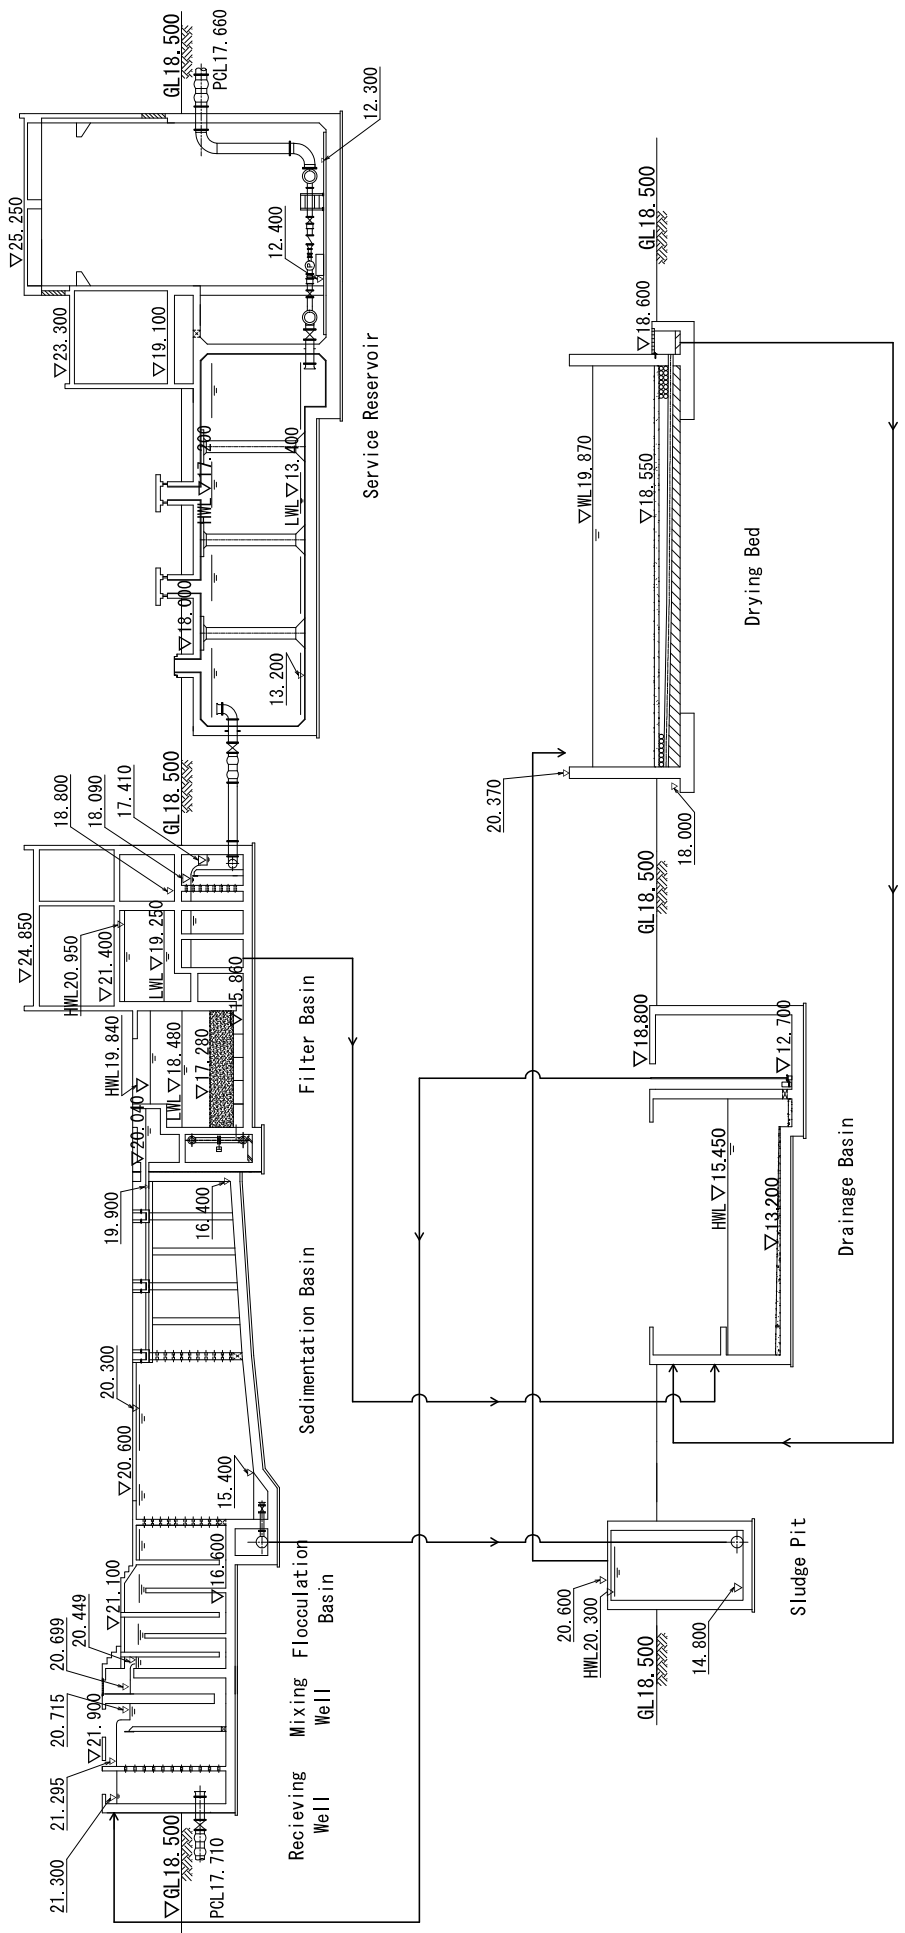 21.300
21.295
20.715
20.699
20.449
▽21.900
▽21.100
▽20.600
20.300
19.900
▽20.040
HWL19.840
LWL▽18.480
▽17.280
▽15.860
▽24.850
HWL20.950
▽21.400
LWL▽19.250
18.800
18.090
17.410
GL18.500
▽18.000
13.200
HWL▽17.200
LWL▽13.400
▽23.300
▽19.100
▽25.250
12.400
12.300
GL18.500
PCL17.660
▽GL18.500
PCL17.710
▽16.600
15.400
16.400
Recieving
Well
Mixing
Well
Flocculation
Basin
Sedimentation Basin
Filter Basin
Service Reservoir
GL18.500
20.600
HWL20.300
14.800
Sludge Pit
HWL▽15.450
▽13.200
▽18.800
▽12.700
Drainage Basin
GL18.500
20.370
18.000
▽WL19.870
▽18.550
▽18.600
GL18.500
Drying Bed